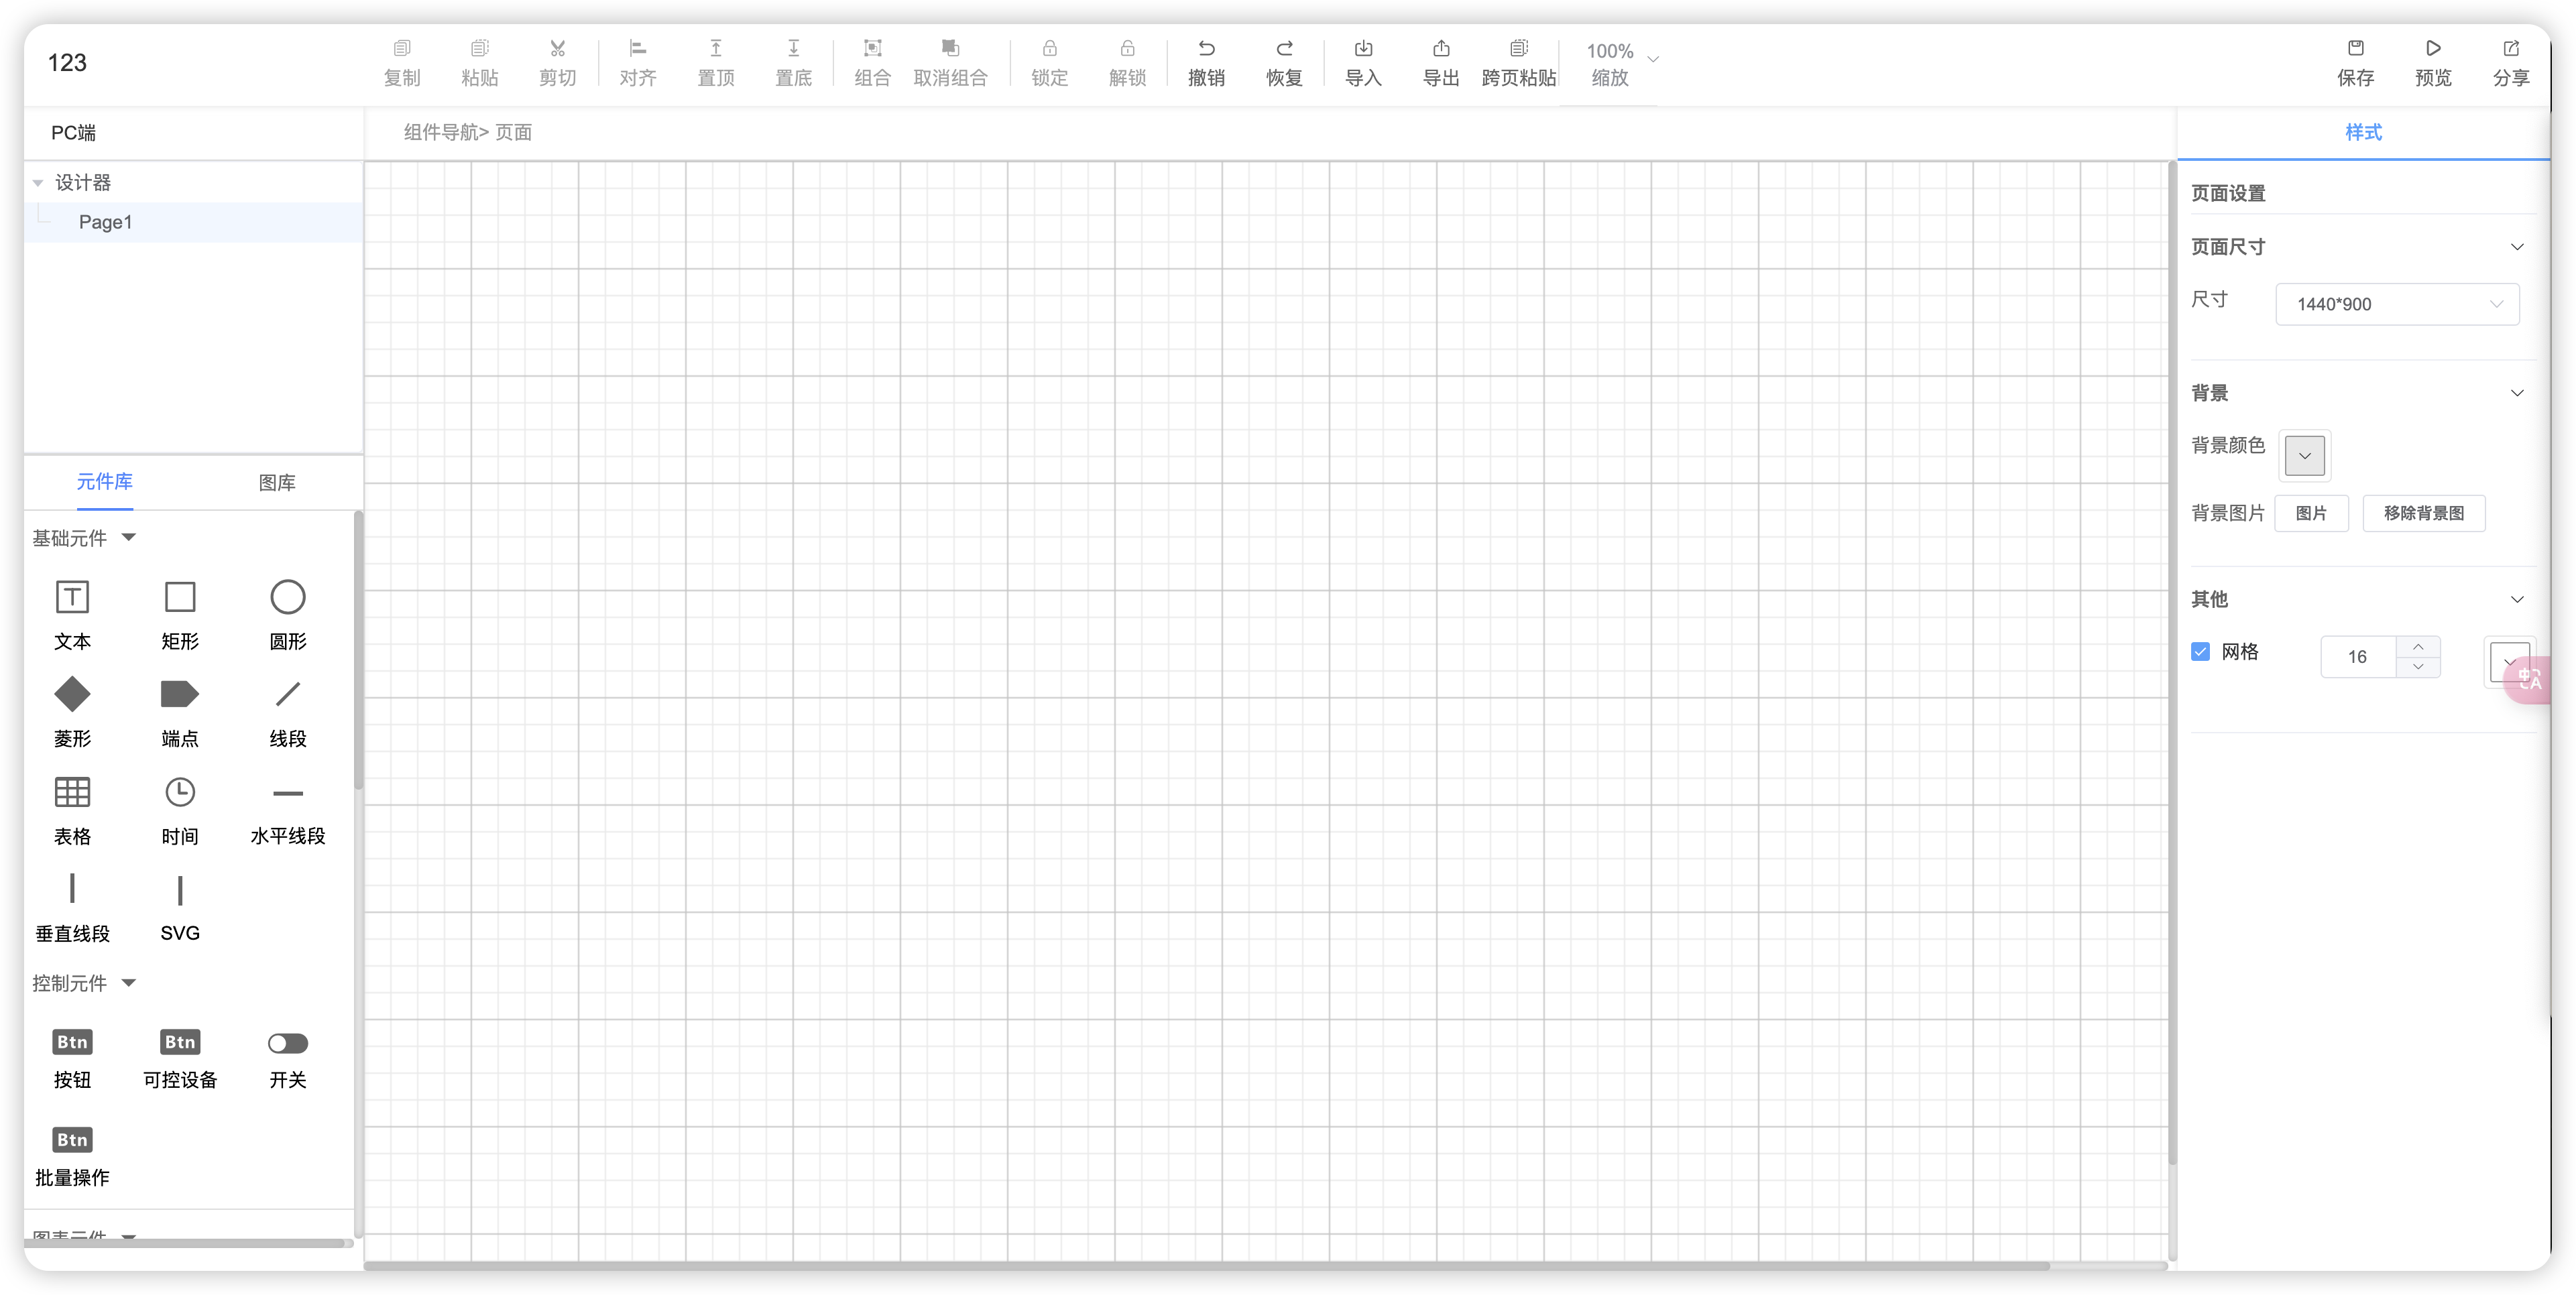 123
复制 粘贴 剪切 对齐 置顶 置底 组合 取消组合 锁定 解锁 撤销 恢复 导入 导出 跨页粘贴 100% 缩放 保存 预览 分享
PC端
组件导航> 页面
样式
设计器
Page1
元件库 图库
基础元件
文本 矩形 圆形
菱形 端点 线段
表格 时间 水平线段
垂直线段 SVG
控制元件
Btn Btn
按钮 可控设备 开关
Btn
批量操作
图表元件
页面设置
页面尺寸
尺寸 1440*900
背景
背景颜色
背景图片 图片 移除背景图
其他
网格 16
中A